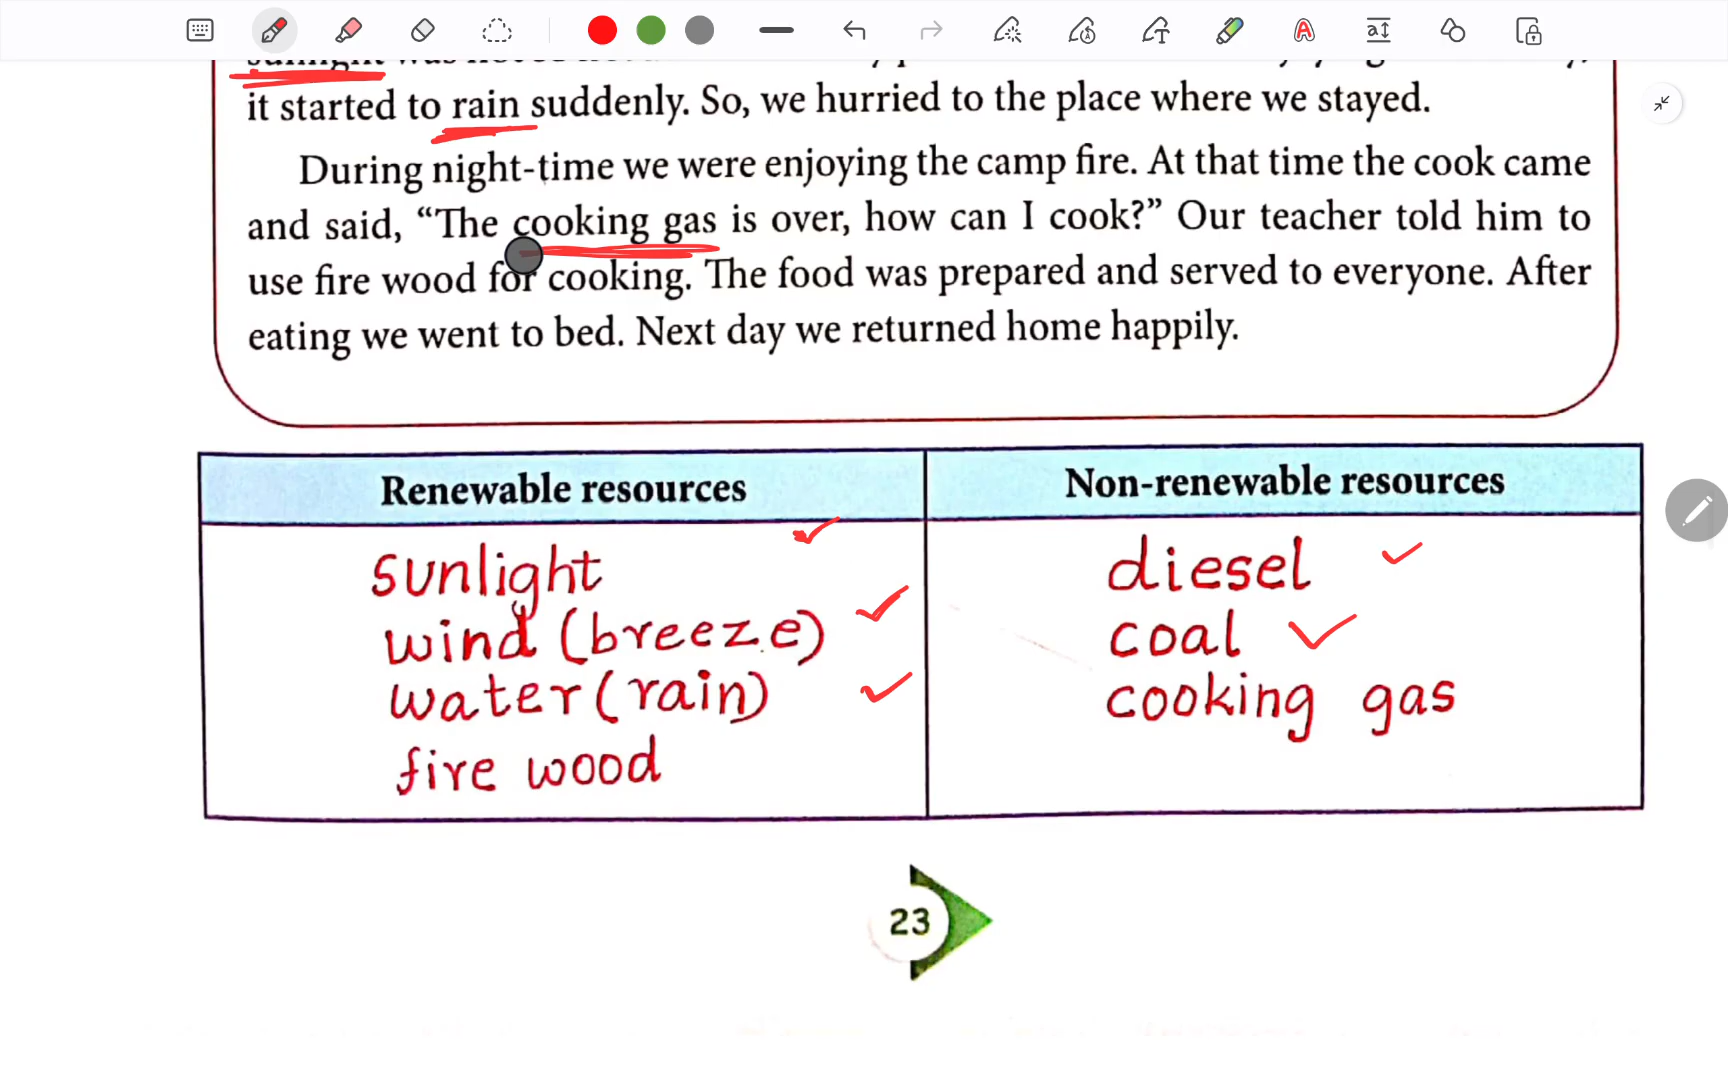 sunlight was
it started to rain suddenly. So, we hurried to the place where we stayed.
During night-time we were enjoying the camp fire. At that time the cook came
and said, “The cooking gas is over, how can I cook?” Our teacher told him to
use fire wood for cooking. The food was prepared and served to everyone. After
eating we went to bed. Next day we returned home happily.
Renewable resources Non-renewable resources
sunlight diesel
wind (breeze) coal
water (rain) cooking gas
fire wood
23